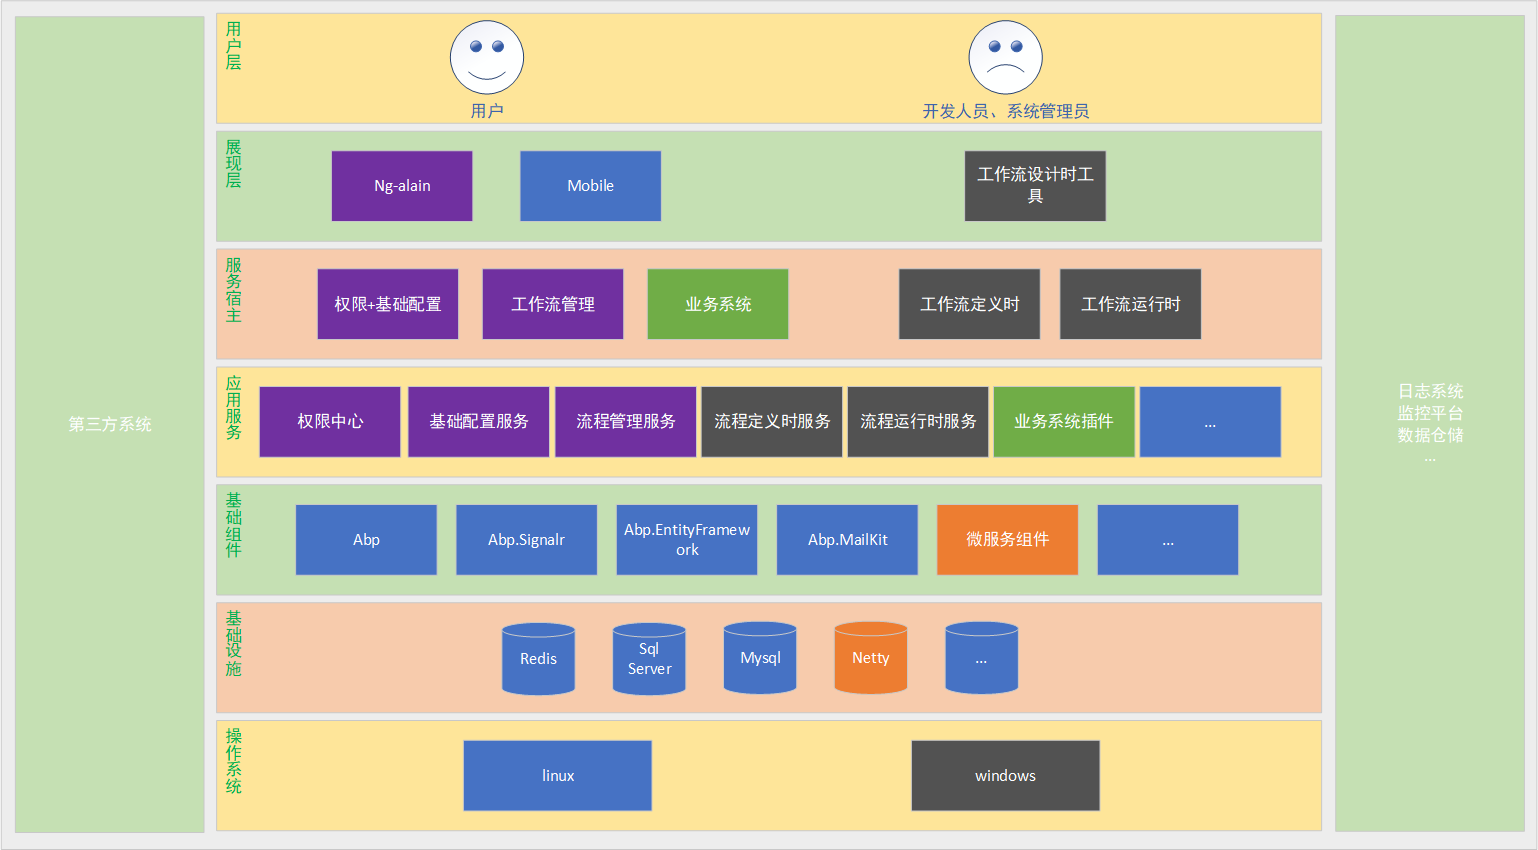 第三方系统
用户层
用户
开发人员、系统管理员
展现层
Ng-alain
Mobile
工作流设计时工
具
服务宿主
权限+基础配置
工作流管理
业务系统
工作流定义时
工作流运行时
应用服务
权限中心
基础配置服务
流程管理服务
流程定义时服务
流程运行时服务
业务系统插件
...
基础组件
Abp
Abp.Signalr
Abp.EntityFramew
ork
Abp.MailKit
微服务组件
...
基础设施
Redis
Sql
Server
Mysql
Netty
...
操作系统
linux
windows
日志系统
监控平台
数据仓储
...